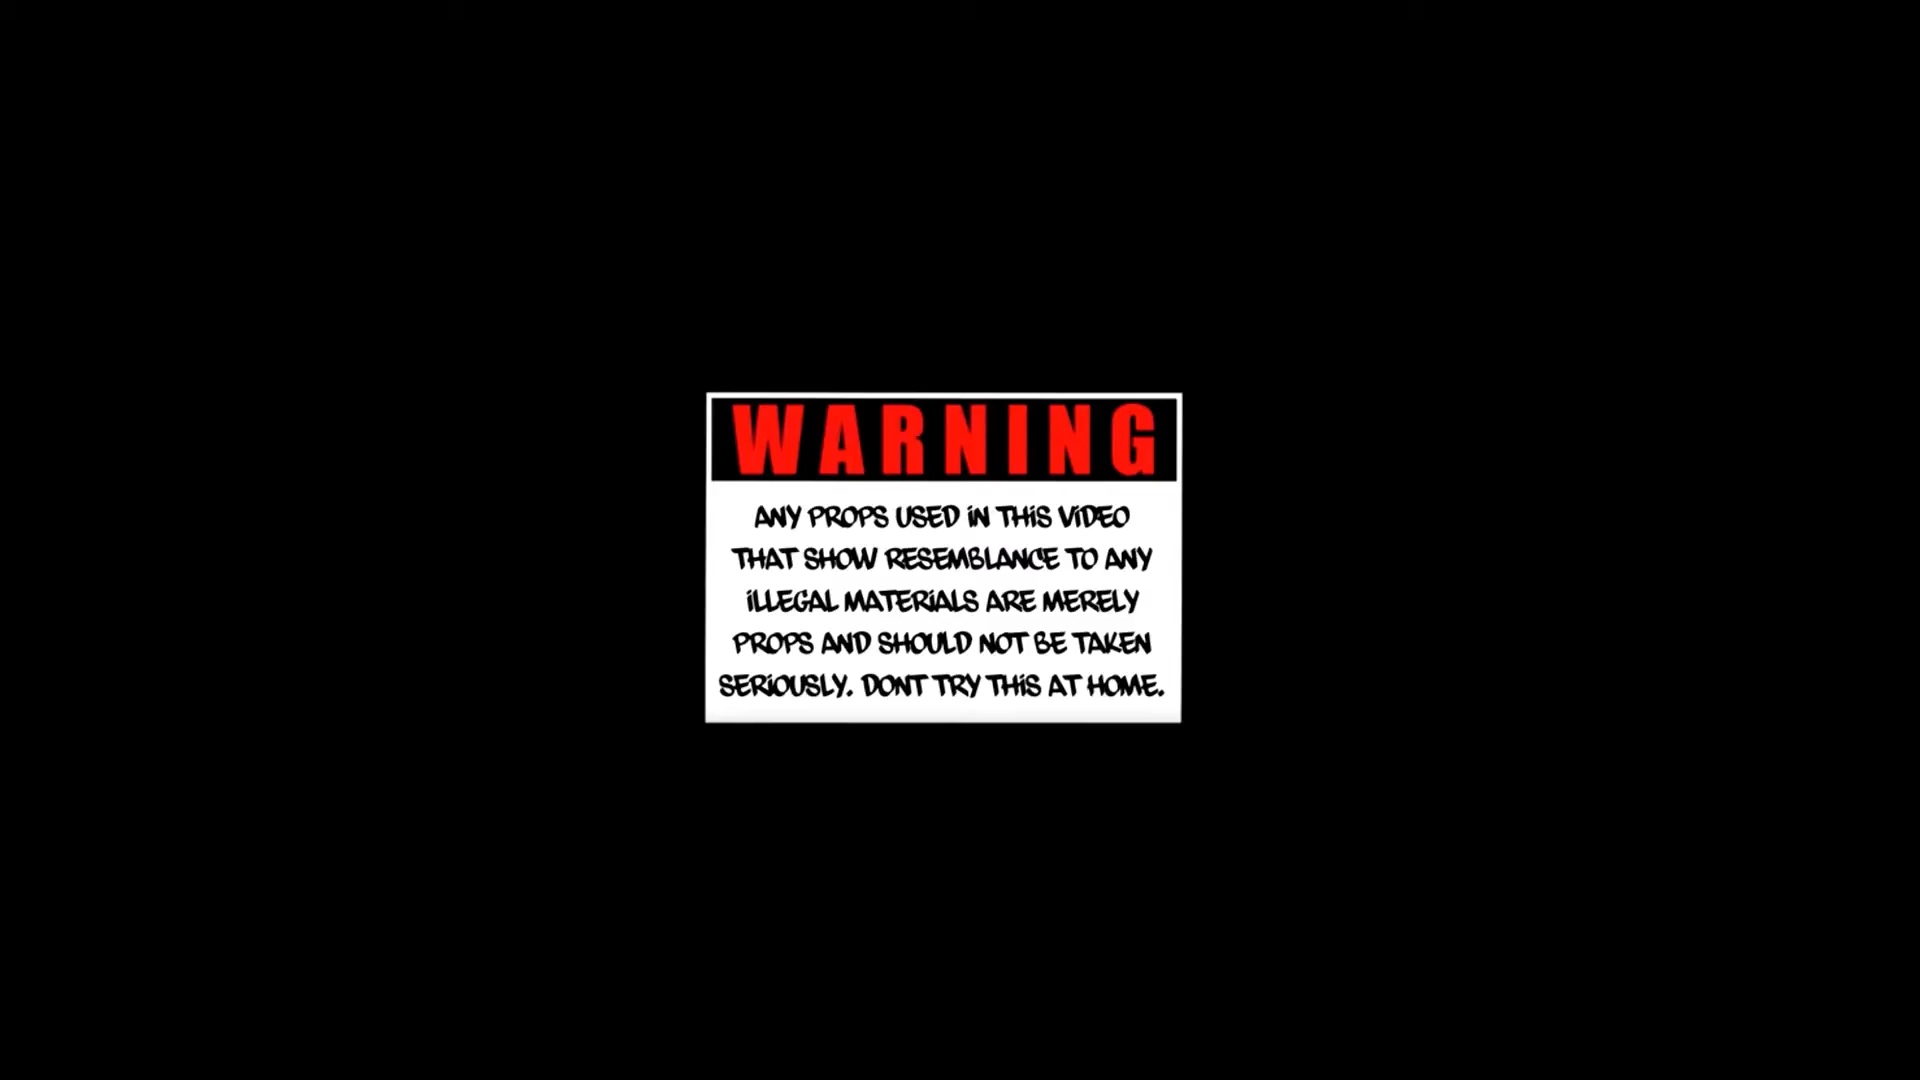 WARNING
ANY PROPS USED iN THiS ViDEO
THAT SHOW RESEMBLANCE TO ANY
iLLEGAL MATERiALS ARE MERELY
PROPS AND SHOULD NOT BE TAKEN
SERiOUSLY. DONT TRY THiS AT HOME.